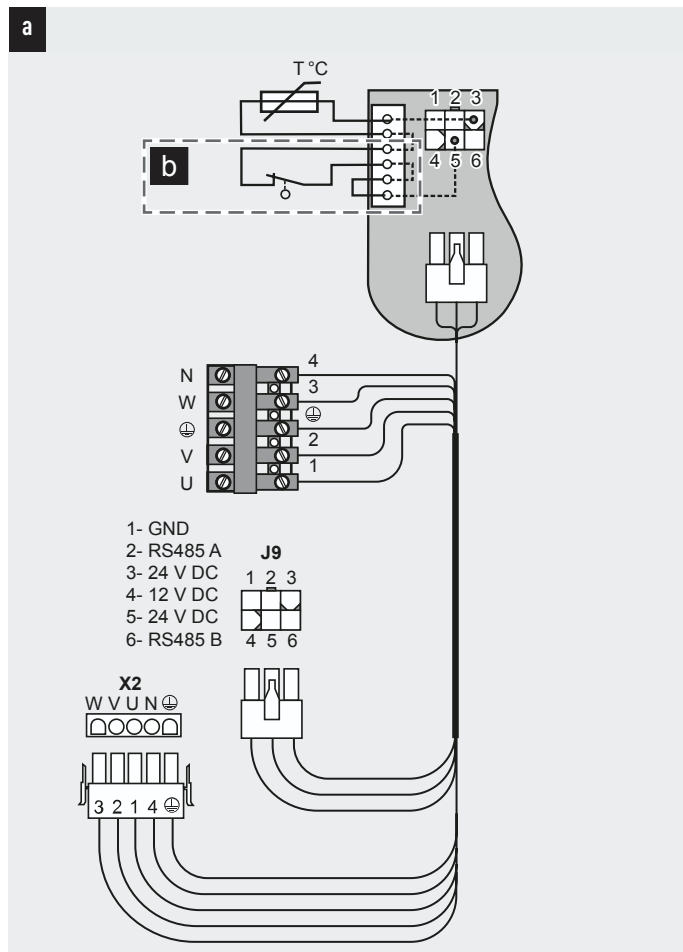 a
T °C
1 2 3
b
4 5 6
N 4
W 3
⏚
V 2
U 1
1- GND
2- RS485 A
3- 24 V DC
4- 12 V DC
5- 24 V DC
6- RS485 B
J9
1 2 3
4 5 6
X2
W V U N ⏚
3 2 1 4 ⏚